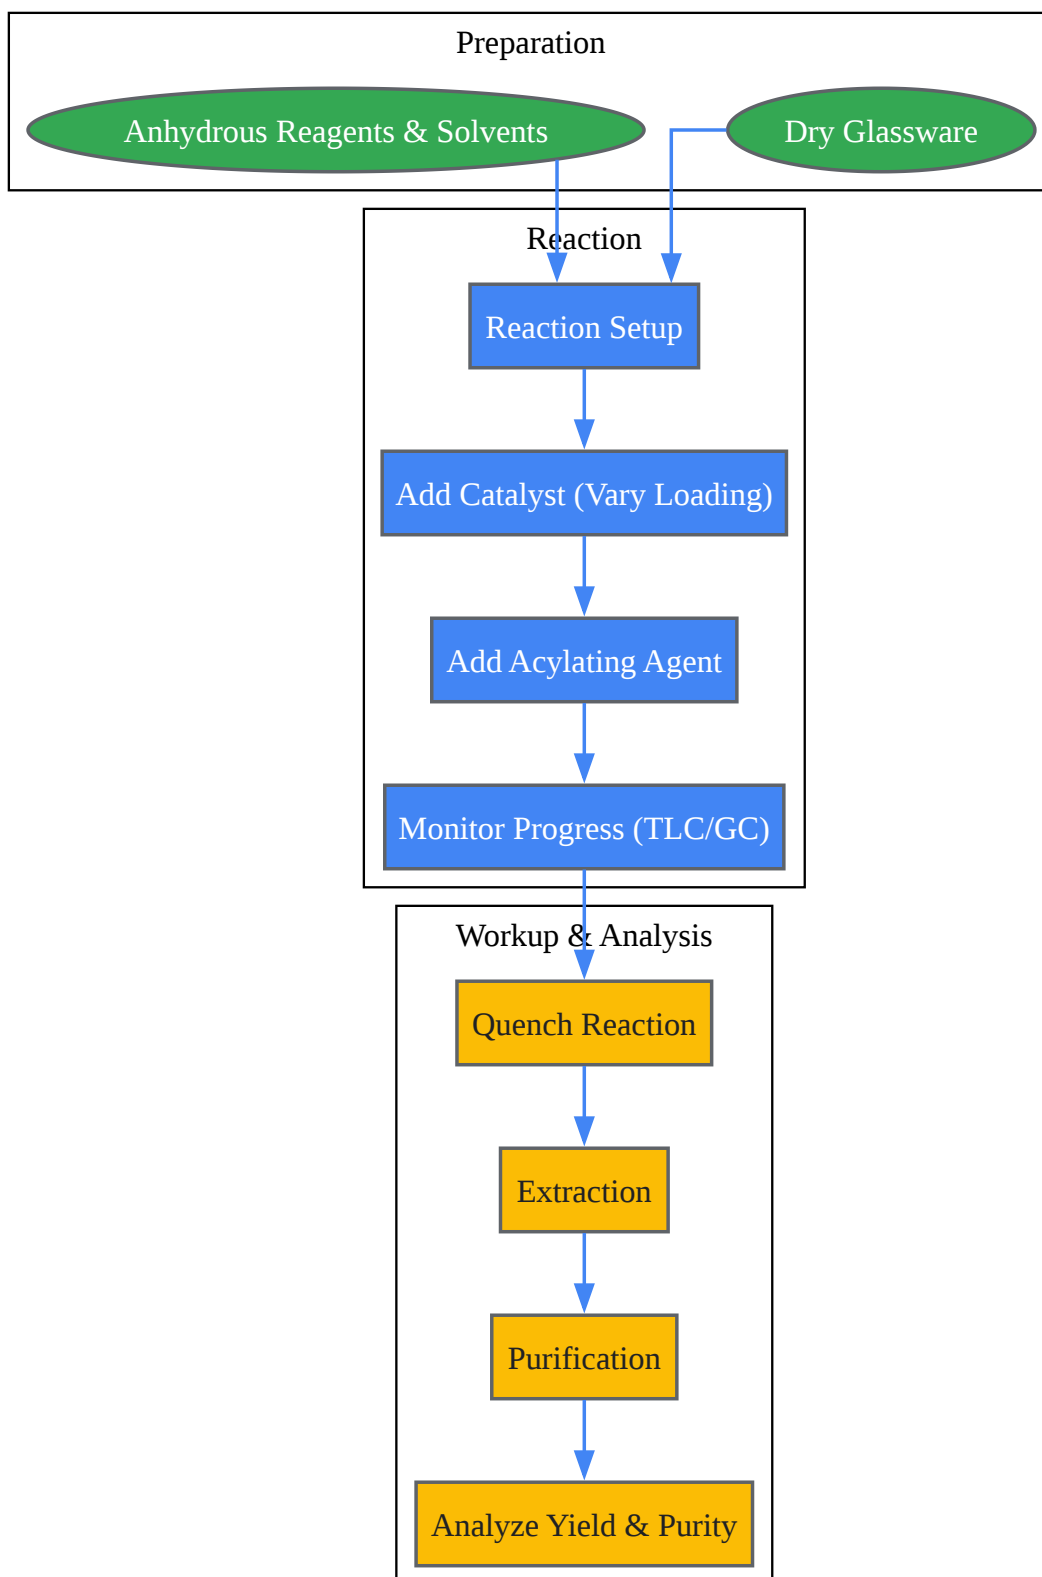 Preparation
Anhydrous Reagents & Solvents
Dry Glassware
Reaction
Reaction Setup
Add Catalyst (Vary Loading)
Add Acylating Agent
Monitor Progress (TLC/GC)
Workup & Analysis
Quench Reaction
Extraction
Purification
Analyze Yield & Purity